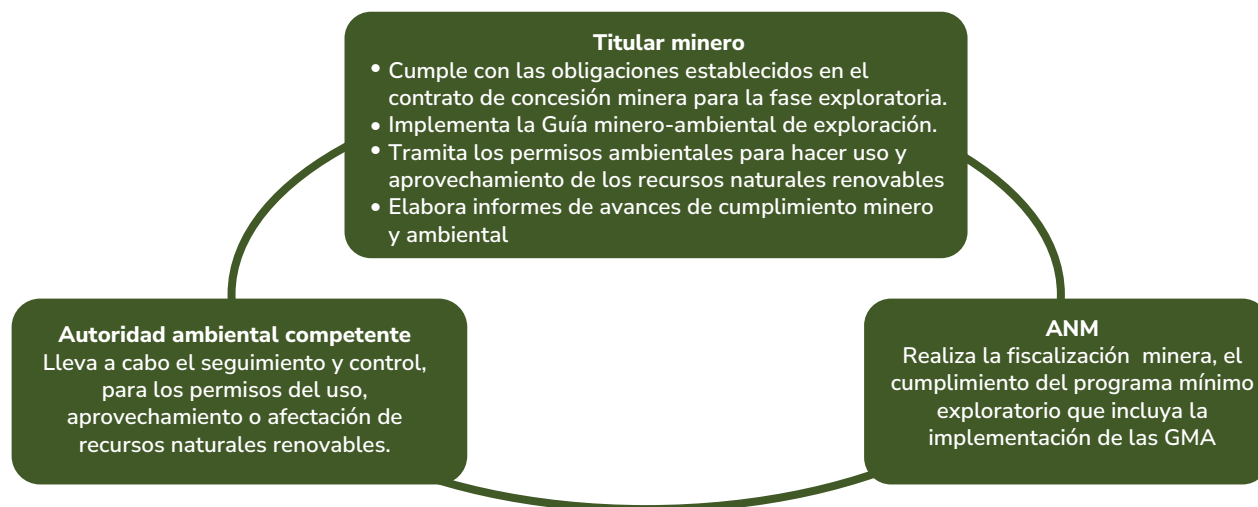 Titular minero
• Cumple con las obligaciones establecidos en el
contrato de concesión minera para la fase exploratoria.
• Implementa la Guía minero-ambiental de exploración.
• Tramita los permisos ambientales para hacer uso y
aprovechamiento de los recursos naturales renovables
• Elabora informes de avances de cumplimiento minero
y ambiental
Autoridad ambiental competente
Lleva a cabo el seguimiento y control,
para los permisos del uso,
aprovechamiento o afectación de
recursos naturales renovables.
ANM
Realiza la fiscalización minera, el
cumplimiento del programa mínimo
exploratorio que incluya la
implementación de las GMA